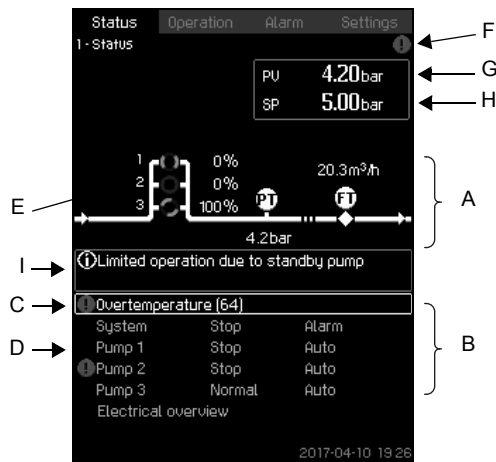 Status Operation Alarm Settings
1 - Status
F
PV 4.20bar
G
SP 5.00bar
H
1 0%
2 0%
20.3m³/h
3 100%
PT
FT
E
A
4.2bar
I
Limited operation due to standby pump
C
Overtemperature (64)
System Stop Alarm
D
Pump 1 Stop Auto
B
Pump 2 Stop Auto
Pump 3 Normal Auto
Electrical overview
2017-04-10 19:26